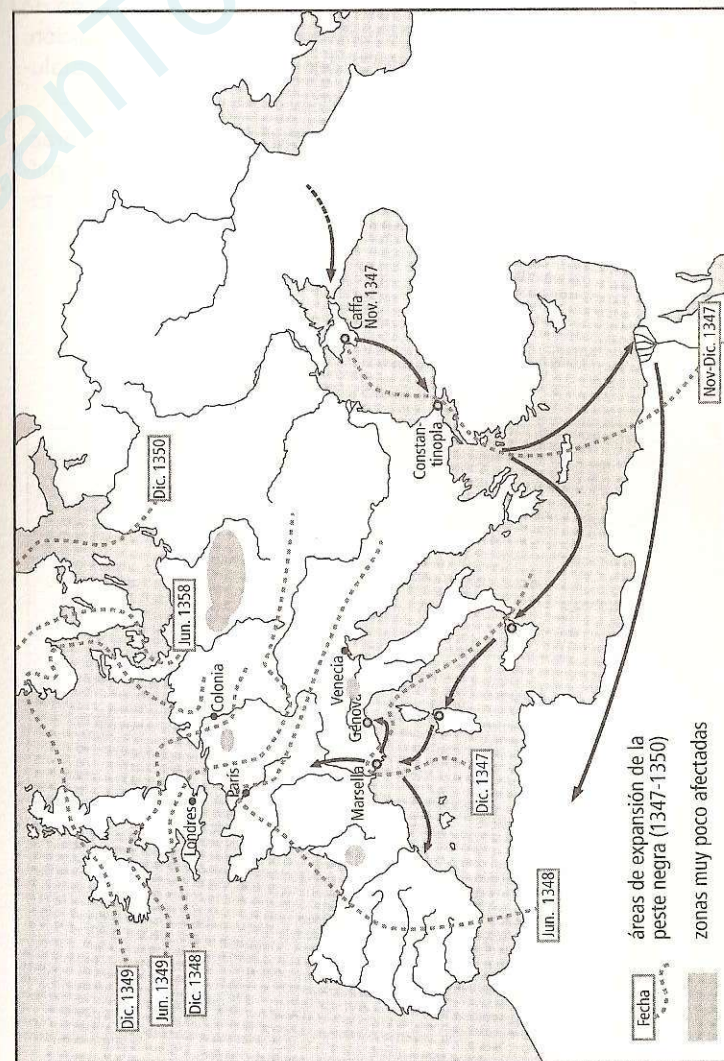 Dic. 1350
Jun. 1358
Caffa
Nov. 1347
Constan-
tinopla
Nov-Dic. 1347
Colonia
Venecia
Génova
París
Londres
Marsella
Dic. 1347
Jun. 1348
Dic. 1349
Jun. 1349
Dic. 1348
Fecha
áreas de expansión de la
peste negra (1347-1350)
zonas muy poco afectadas